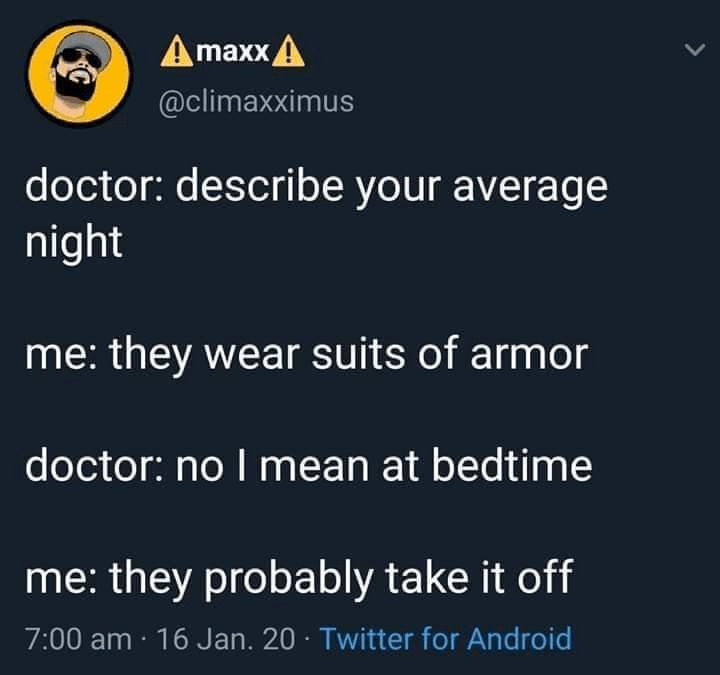 ⚠maxx⚠
@climaxximus
doctor: describe your average
night
me: they wear suits of armor
doctor: no I mean at bedtime
me: they probably take it off
7:00 am · 16 Jan. 20 · Twitter for Android